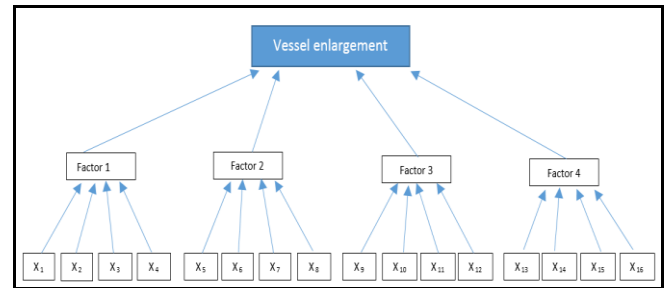 Vessel enlargement
Factor 1
Factor 2
Factor 3
Factor 4
X₁ X₂ X₃ X₄ X₅ X₆ X₇ X₈ X₉ X₁₀ X₁₁ X₁₂ X₁₃ X₁₄ X₁₅ X₁₆